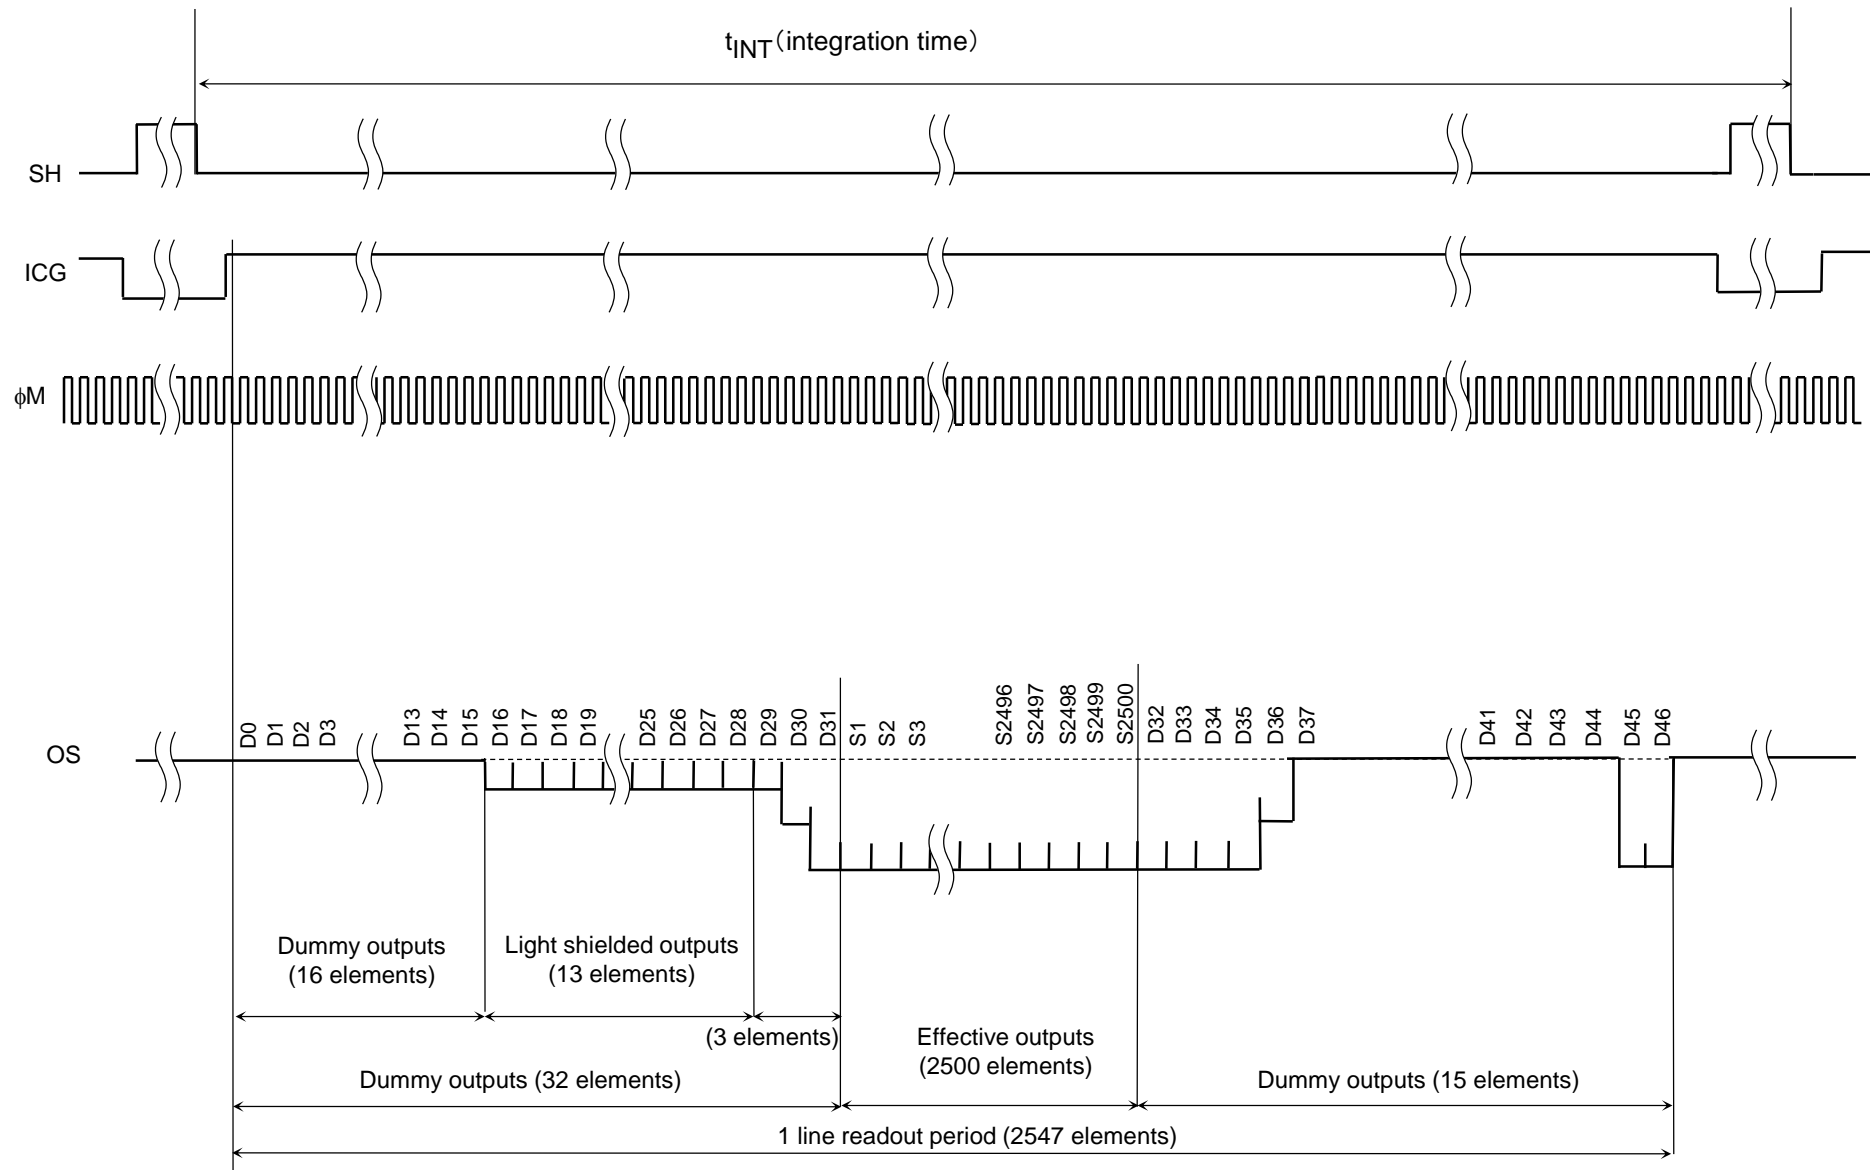 tINT(integration time)
SH
ICG
φM
OS
D0
D1
D2
D3
D13
D14
D15
D16
D17
D18
D19
D25
D26
D27
D28
D29
D30
D31
S1
S2
S3
S2496
S2497
S2498
S2499
S2500
D32
D33
D34
D35
D36
D37
D41
D42
D43
D44
D45
D46
Dummy outputs
(16 elements)
Light shielded outputs
(13 elements)
(3 elements)
Effective outputs
(2500 elements)
Dummy outputs (32 elements)
Dummy outputs (15 elements)
1 line readout period (2547 elements)